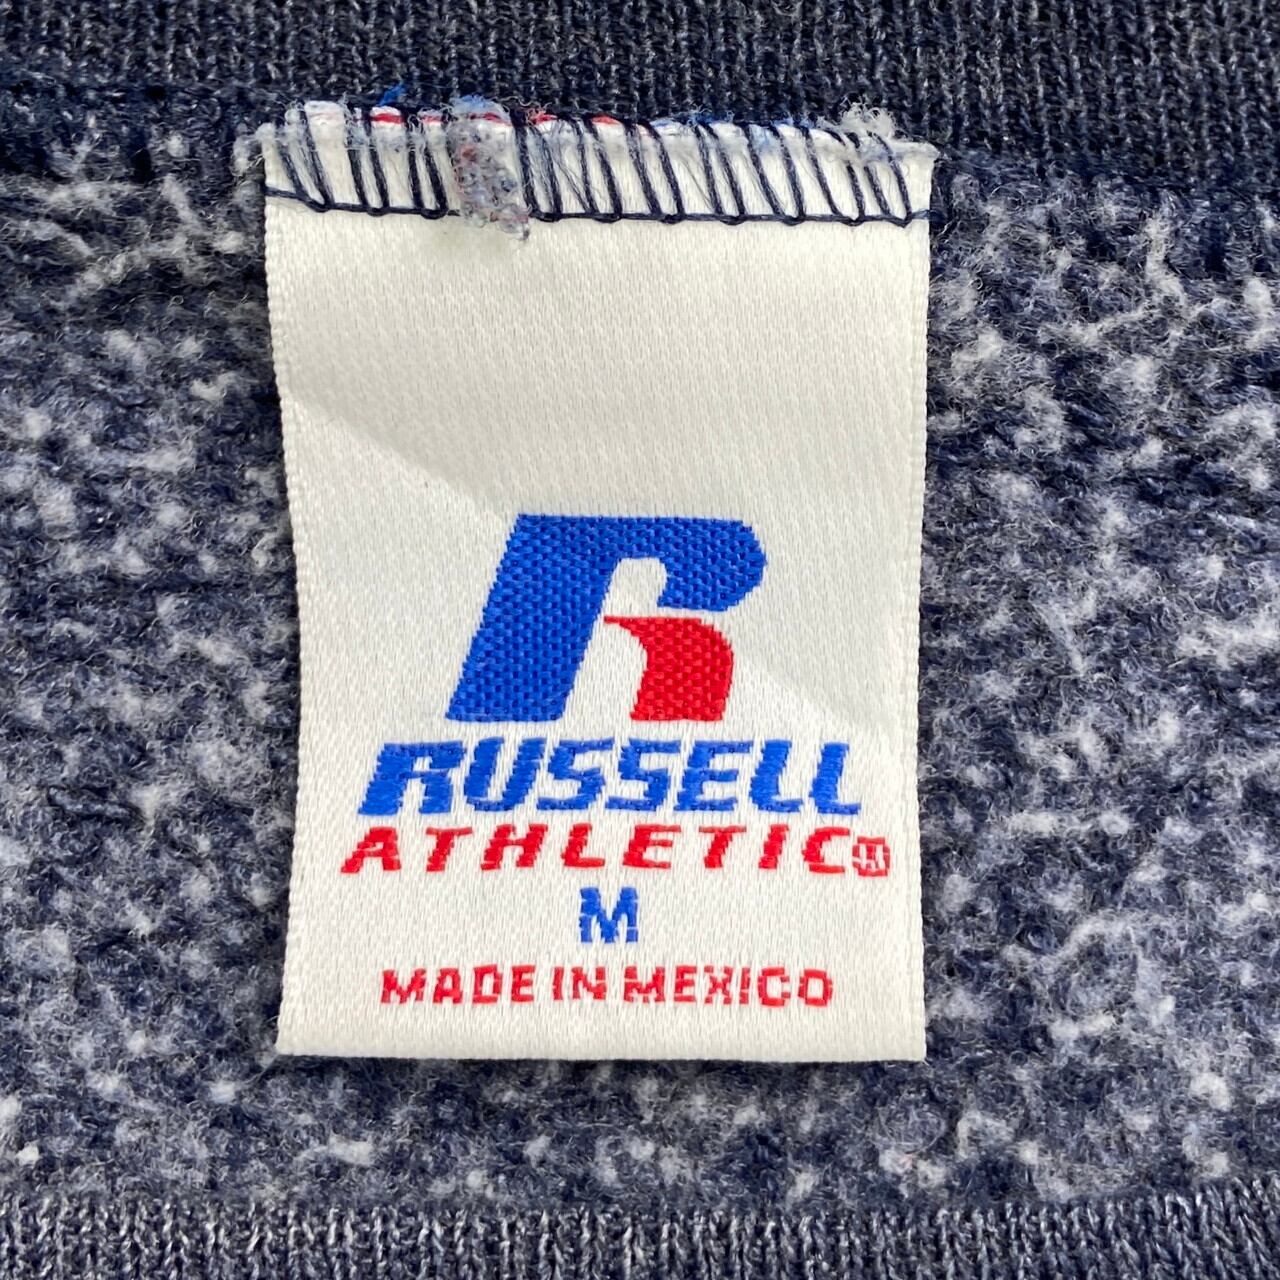 R
RUSSELL
ATHLETIC®
M
MADE IN MEXICO